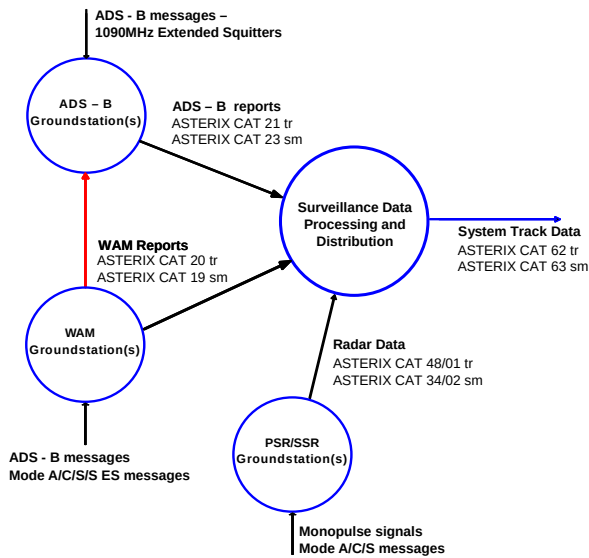 ADS - B messages –
1090MHz Extended Squitters
ADS – B
Groundstation(s)
ADS – B reports
ASTERIX CAT 21 tr
ASTERIX CAT 23 sm
Surveillance Data
Processing and
Distribution
System Track Data
ASTERIX CAT 62 tr
ASTERIX CAT 63 sm
WAM Reports
ASTERIX CAT 20 tr
ASTERIX CAT 19 sm
WAM
Groundstation(s)
Radar Data
ASTERIX CAT 48/01 tr
ASTERIX CAT 34/02 sm
ADS - B messages
Mode A/C/S/S ES messages
PSR/SSR
Groundstation(s)
Monopulse signals
Mode A/C/S messages